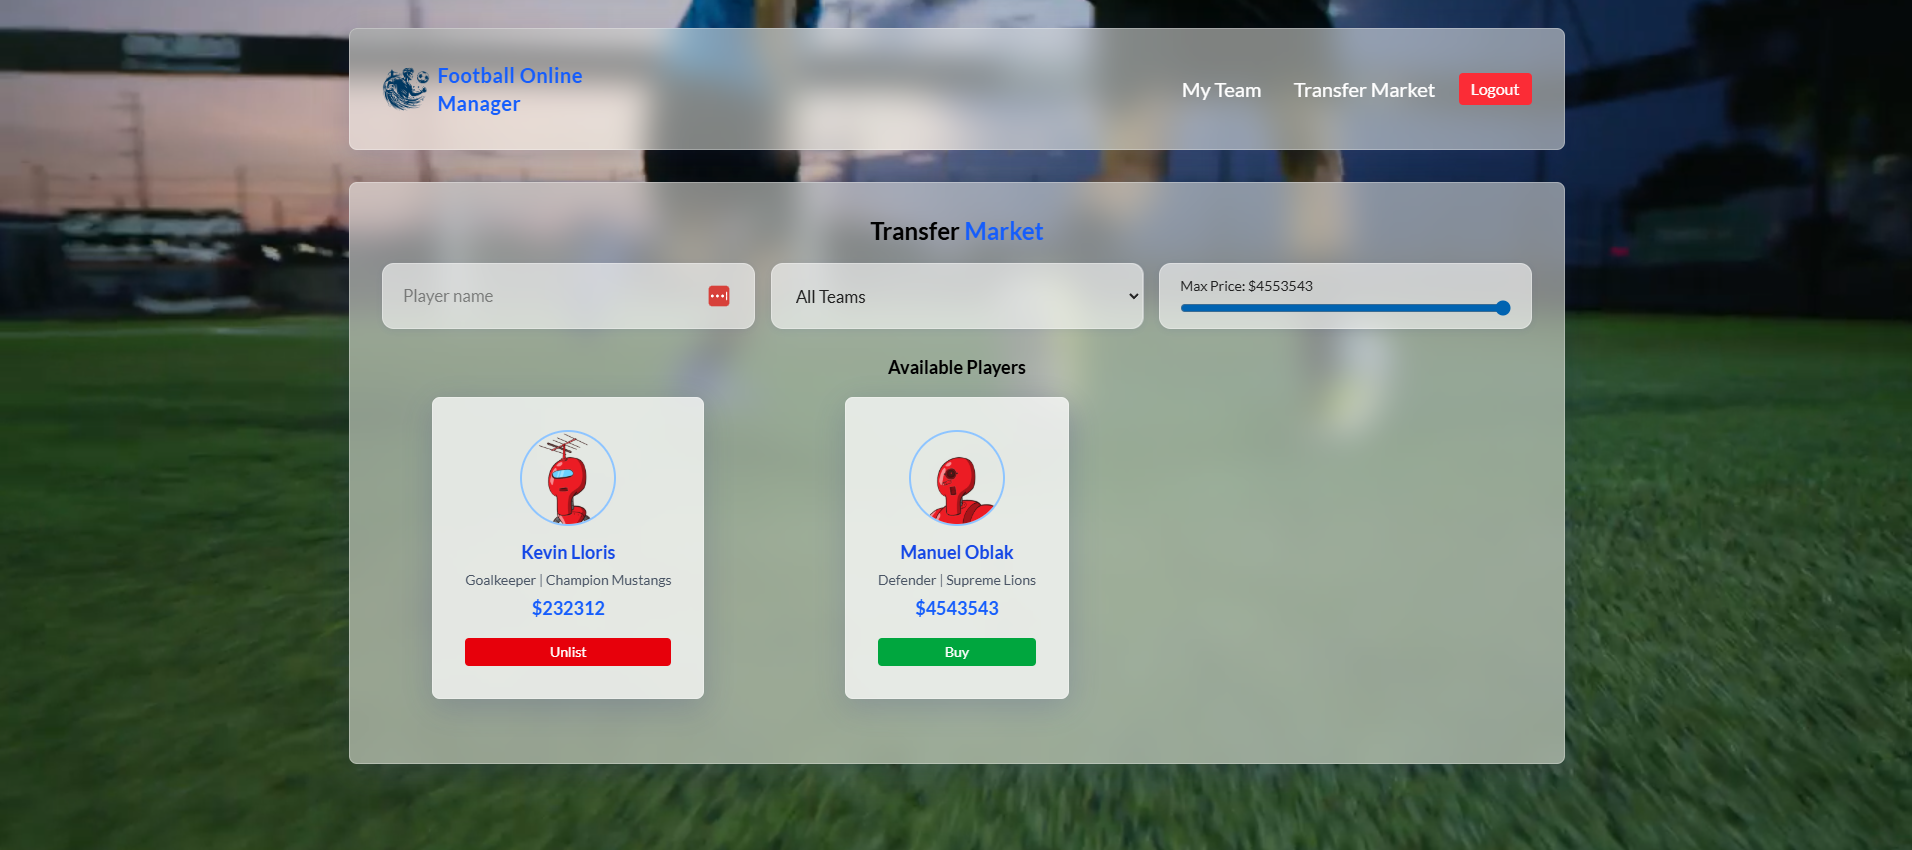 Football Online
Manager
My Team
Transfer Market
Logout
Transfer Market
Player name
All Teams
Max Price: $4553543
Available Players
Kevin Lloris
Goalkeeper | Champion Mustangs
$232312
Unlist
Manuel Oblak
Defender | Supreme Lions
$4543543
Buy